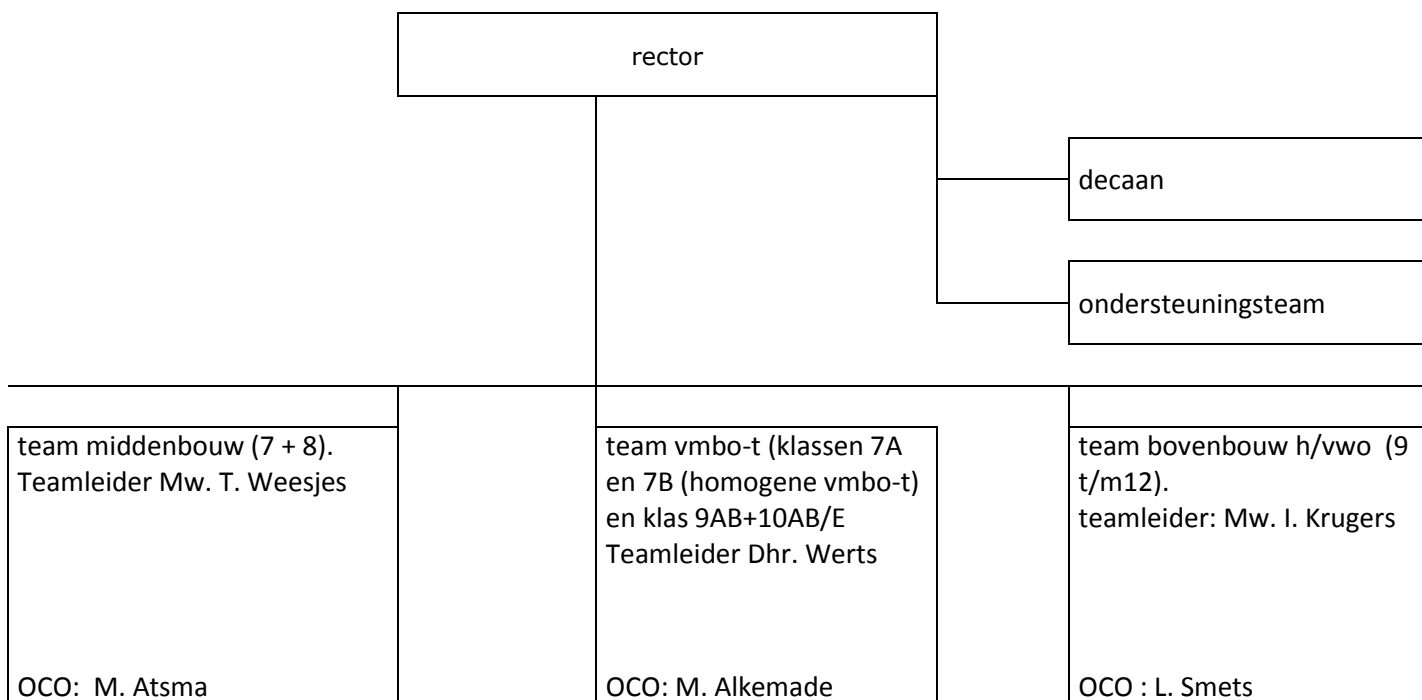 rector
decaan
ondersteuningsteam
team middenbouw (7 + 8).
Teamleider Mw. T. Weesjes
OCO: M. Atsma
team vmbo-t (klassen 7A
en 7B (homogene vmbo-t)
en klas 9AB+10AB/E
Teamleider Dhr. Werts
OCO: M. Alkemade
team bovenbouw h/vwo (9
t/m12).
teamleider: Mw. I. Krugers
OCO : L. Smets